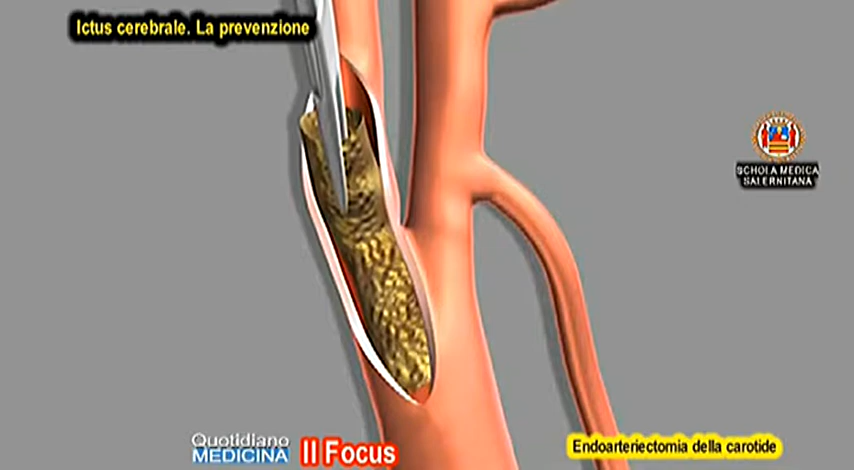 Ictus cerebrale. La prevenzione
SCHOLA MEDICA
SALERNITANA
Quotidiano
MEDICINA
Il Focus
Endoarteriectomia della carotide